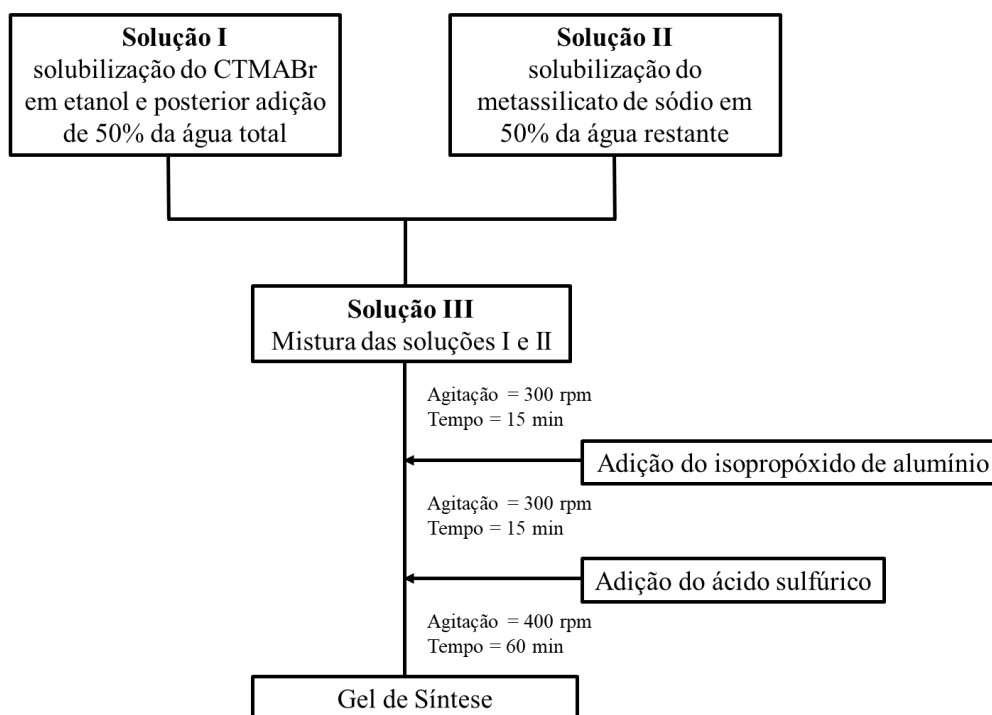 Solução I
solubilização do CTMABr
em etanol e posterior adição
de 50% da água total
Solução II
solubilização do
metassilicato de sódio em
50% da água restante
Solução III
Mistura das soluções I e II
Agitação = 300 rpm
Tempo = 15 min
Adição do isopropóxido de alumínio
Agitação = 300 rpm
Tempo = 15 min
Adição do ácido sulfúrico
Agitação = 400 rpm
Tempo = 60 min
Gel de Síntese